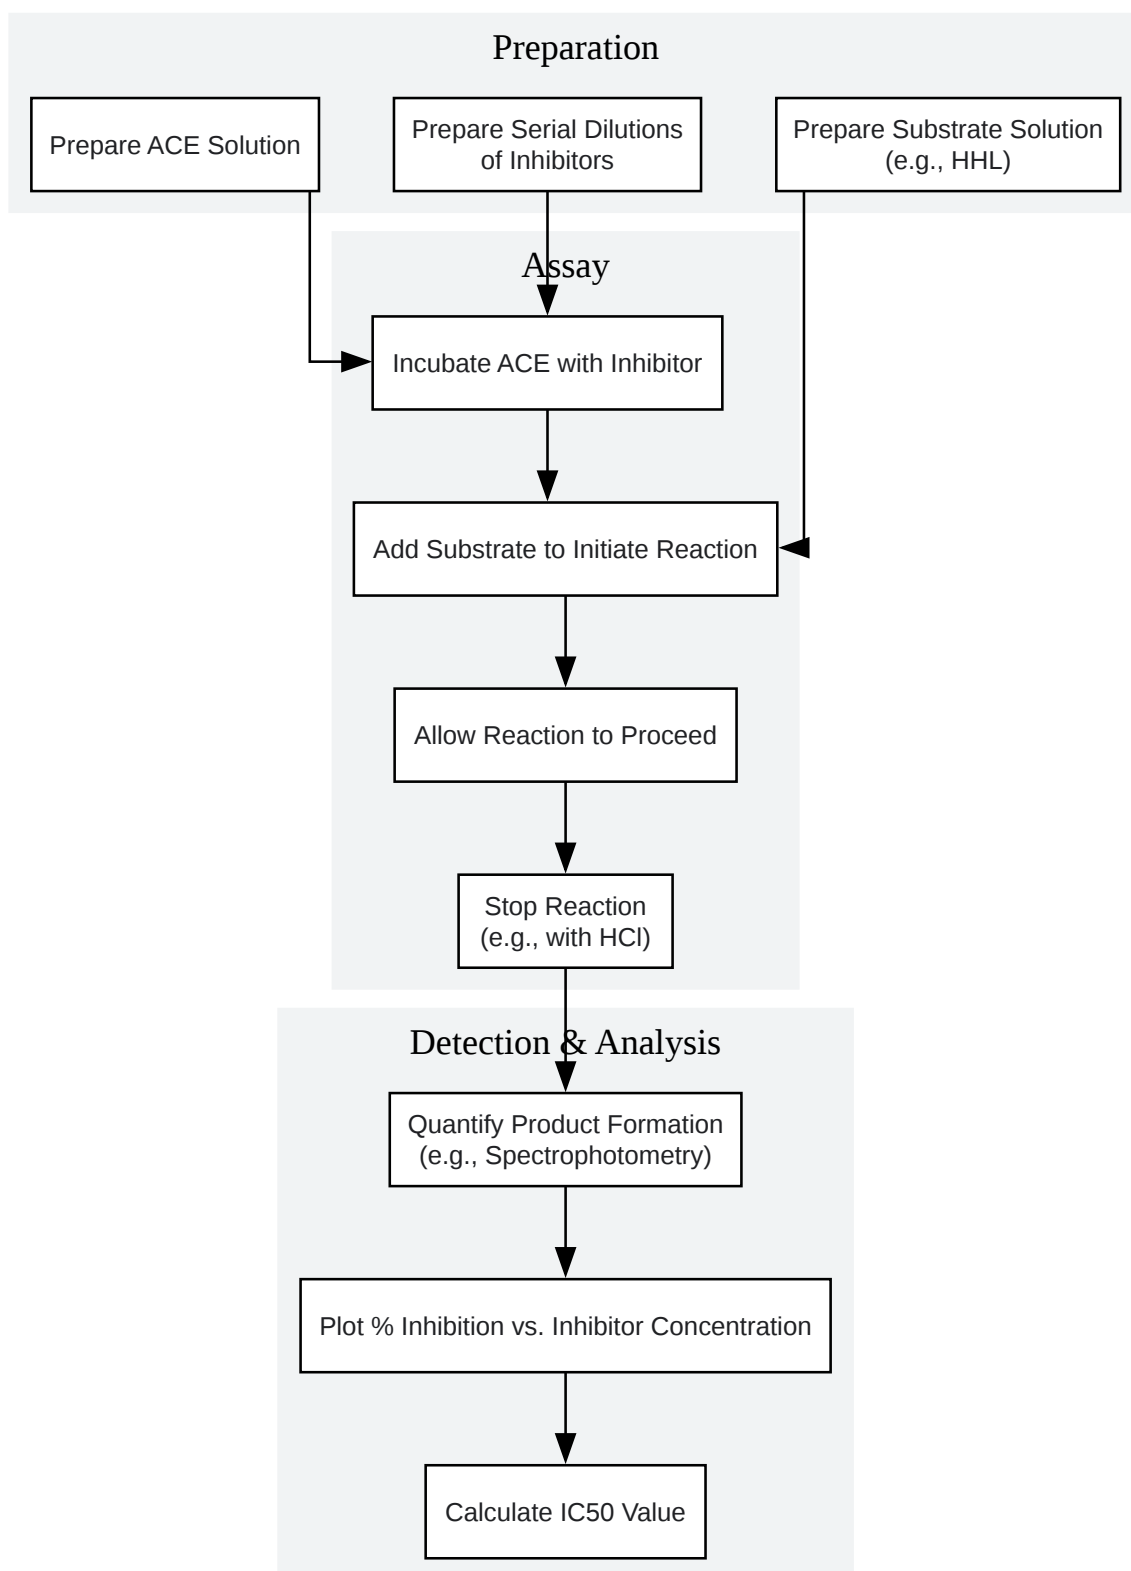 Preparation
Prepare ACE Solution
Prepare Serial Dilutions
of Inhibitors
Prepare Substrate Solution
(e.g., HHL)
Assay
Incubate ACE with Inhibitor
Add Substrate to Initiate Reaction
Allow Reaction to Proceed
Stop Reaction
(e.g., with HCl)
Detection & Analysis
Quantify Product Formation
(e.g., Spectrophotometry)
Plot % Inhibition vs. Inhibitor Concentration
Calculate IC50 Value